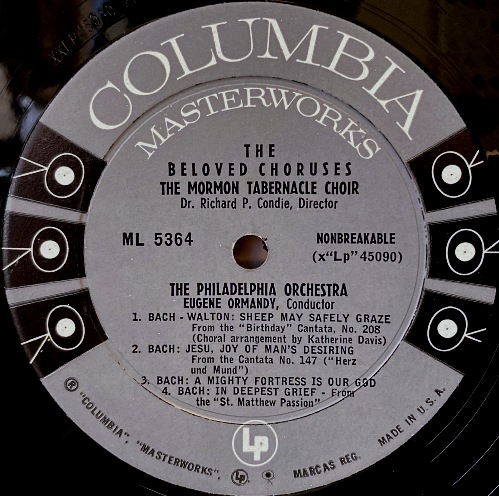 COLUMBIA
MASTERWORKS
THE
BELOVED CHORUSES
THE MORMON TABERNACLE CHOIR
Dr. Richard P. Condie, Director
ML 5364
NONBREAKABLE
(x"Lp" 45090)
THE PHILADELPHIA ORCHESTRA
EUGENE ORMANDY, Conductor
1. BACH - WALTON: SHEEP MAY SAFELY GRAZE
From the "Birthday" Cantata, No. 208
(Choral arrangement by Katherine Davis)
2. BACH: JESU, JOY OF MAN'S DESIRING
From the Cantata No. 147 ("Herz
und Mund")
3. BACH: A MIGHTY FORTRESS IS OUR GOD
4. BACH: IN DEEPEST GRIEF - From
the "St. Matthew Passion"
Lp
® "COLUMBIA", "MASTERWORKS", Lp. ® MARCAS REG. MADE IN U.S.A.